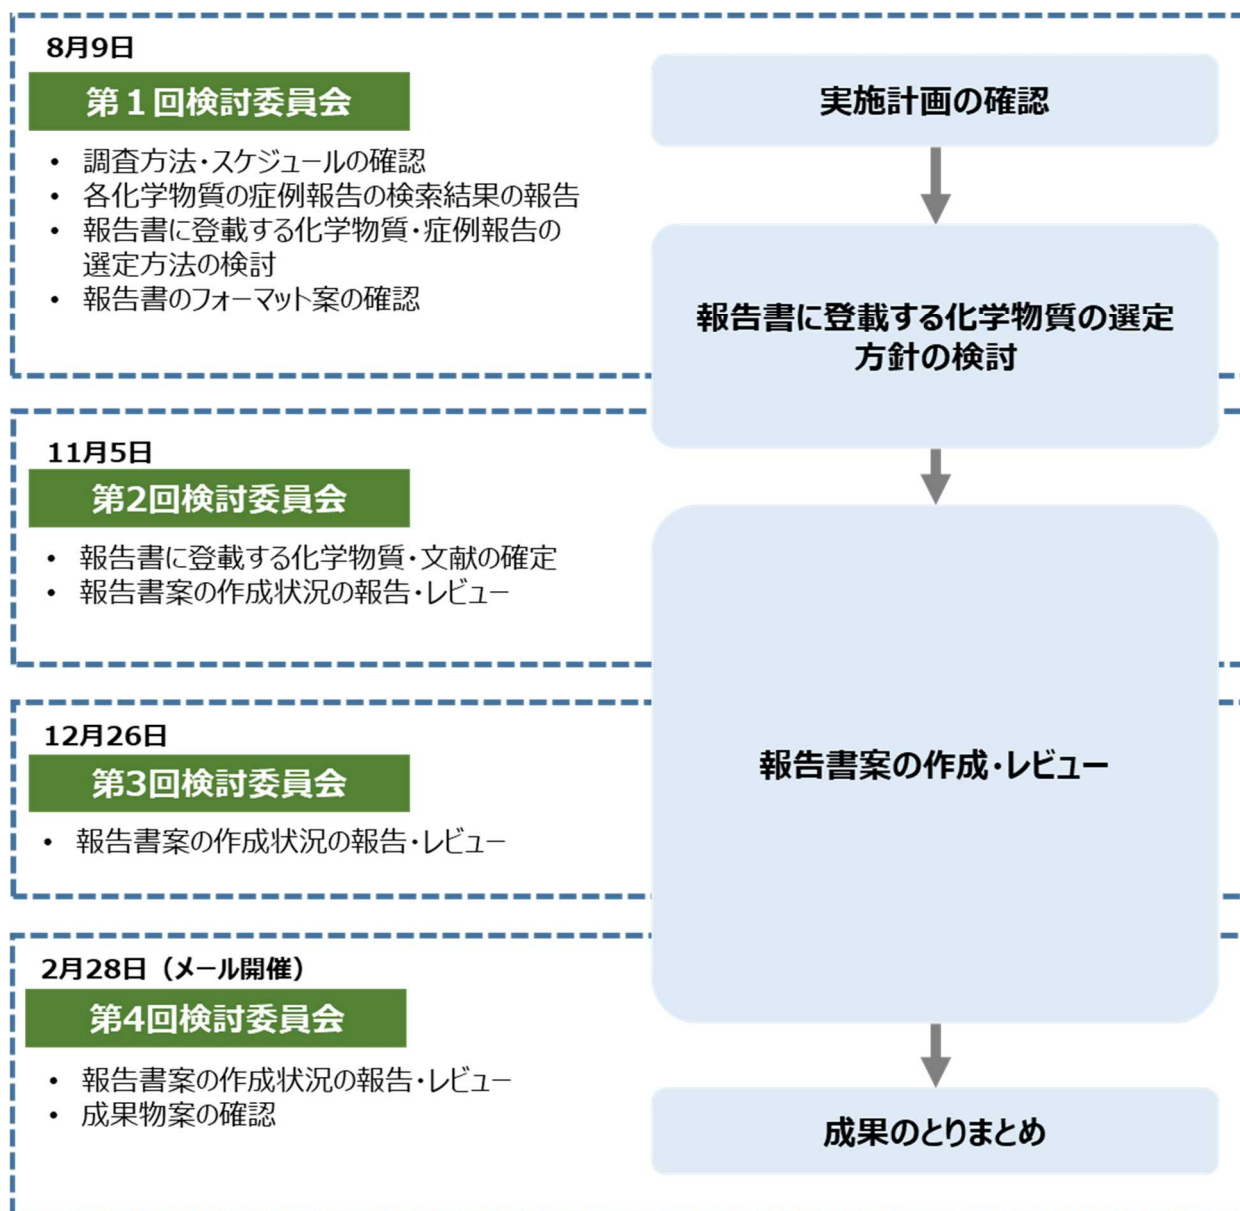 8月9日
第１回検討委員会
• 調査方法・スケジュールの確認
• 各化学物質の症例報告の検索結果の報告
• 報告書に登載する化学物質・症例報告の
選定方法の検討
• 報告書のフォーマット案の確認
実施計画の確認
報告書に登載する化学物質の選定
方針の検討
11月5日
第2回検討委員会
• 報告書に登載する化学物質・文献の確定
• 報告書案の作成状況の報告・レビュー
12月26日
第3回検討委員会
• 報告書案の作成状況の報告・レビュー
報告書案の作成・レビュー
2月28日（メール開催）
第4回検討委員会
• 報告書案の作成状況の報告・レビュー
• 成果物案の確認
成果のとりまとめ